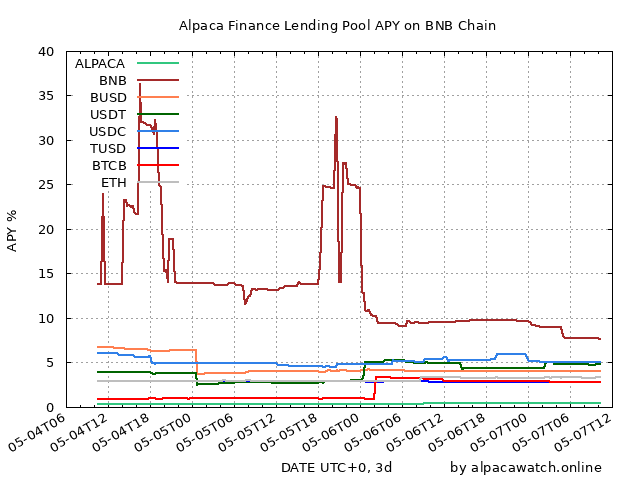 Alpaca Finance Lending Pool APY on BNB Chain
40
35
30
25
20
15
10
5
0
APY %
ALPACA
BNB
BUSD
USDT
USDC
TUSD
BTCB
ETH
05-04T06
05-04T12
05-04T18
05-05T00
05-05T06
05-05T12
05-05T18
05-06T00
05-06T06
05-06T12
05-06T18
05-07T00
05-07T06
05-07T12
DATE UTC+0, 3d
by alpacawatch.online